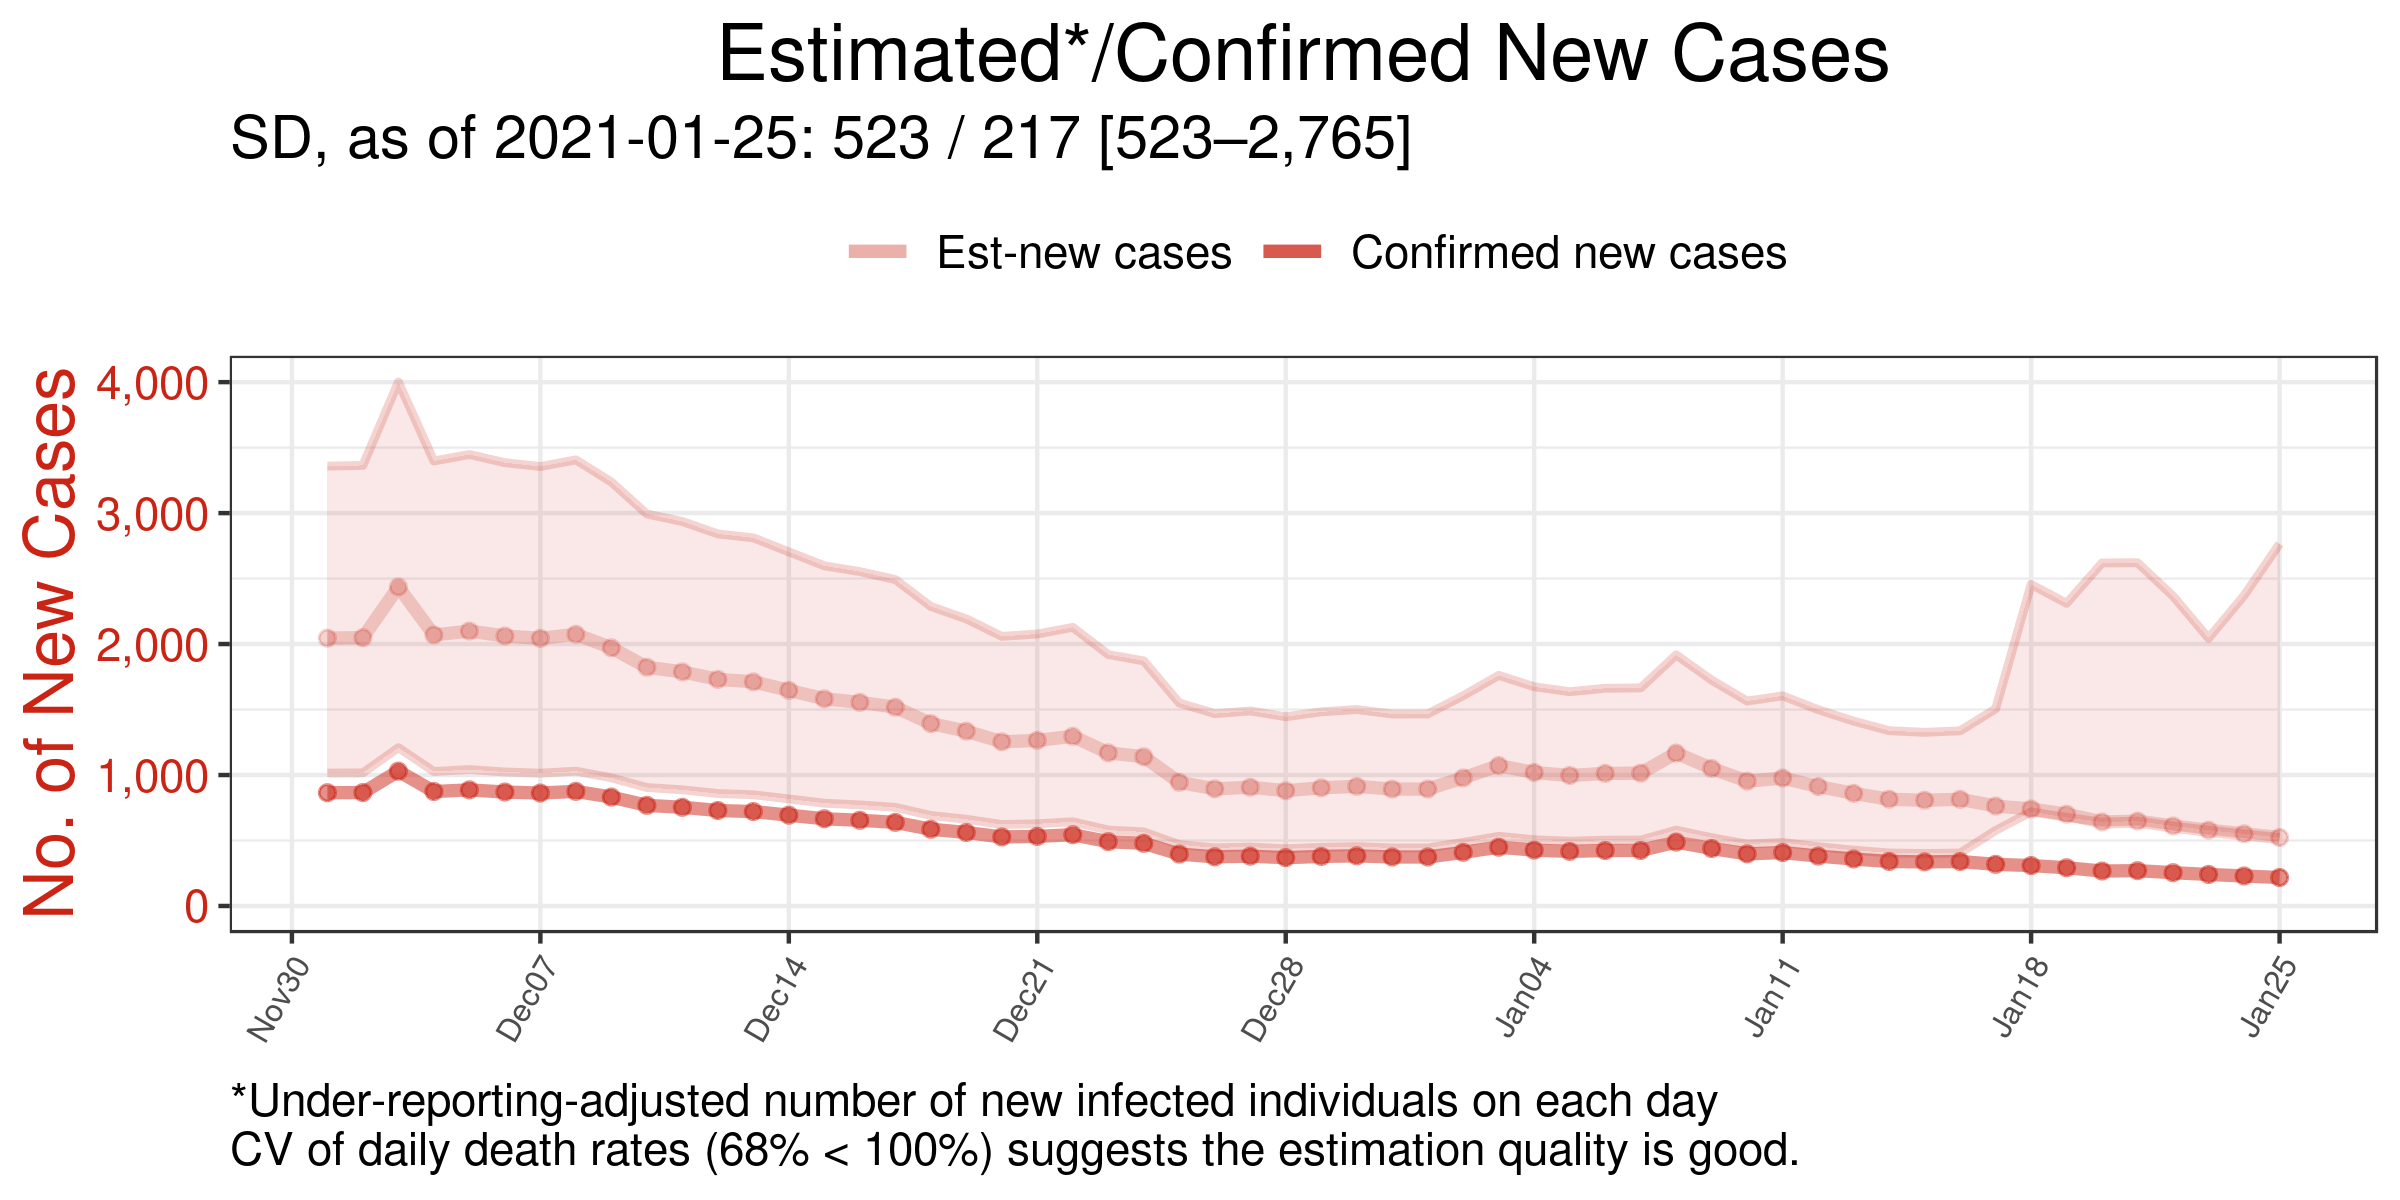 Estimated*/Confirmed New Cases
SD, as of 2021-01-25: 523 / 217 [523–2,765]
Est-new cases Confirmed new cases
No. of New Cases
4,000
3,000
2,000
1,000
0
Nov30 Dec07 Dec14 Dec21 Dec28 Jan04 Jan11 Jan18 Jan25
*Under-reporting-adjusted number of new infected individuals on each day
CV of daily death rates (68% < 100%) suggests the estimation quality is good.